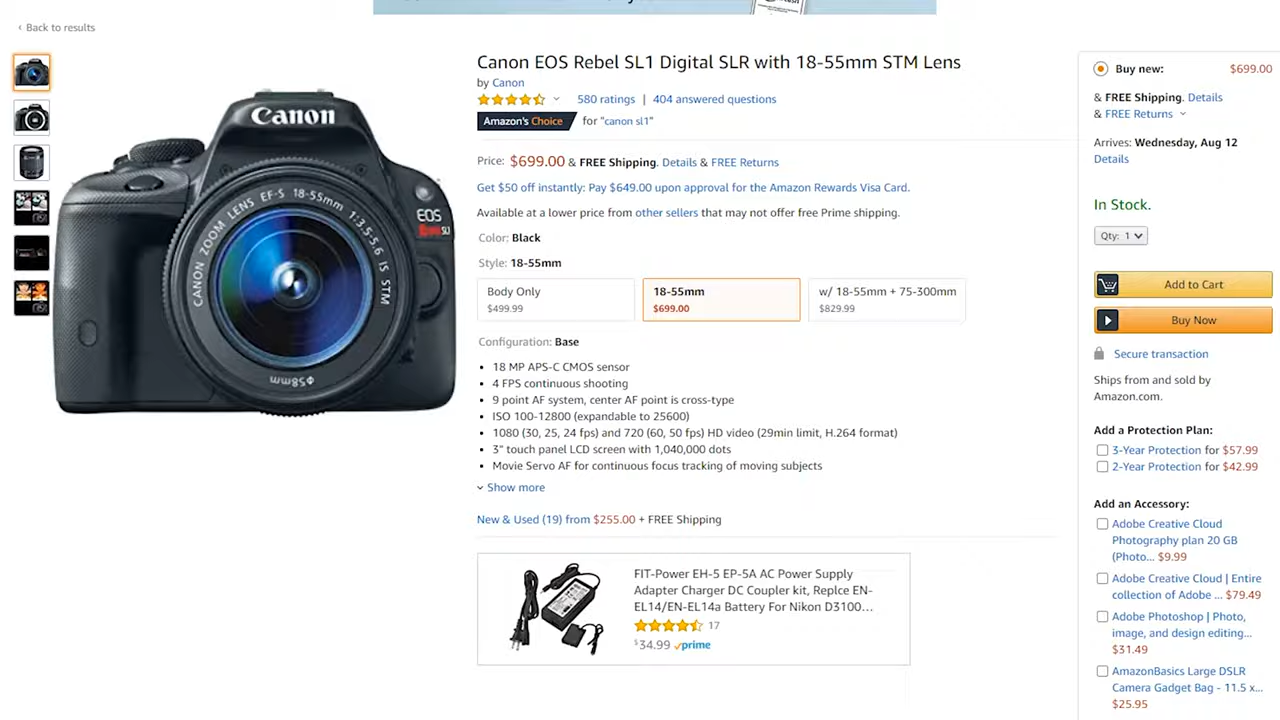 ‹ Back to results
Canon
CANON ZOOM LENS EF-S 18-55mm 1:3.5-5.6 IS STM
EOS
Rebel SL1
Φ58mm
Canon EOS Rebel SL1 Digital SLR with 18-55mm STM Lens
by Canon
580 ratings | 404 answered questions
Amazon's Choice for "canon sl1"
Price: $699.00 & FREE Shipping. Details & FREE Returns
Get $50 off instantly: Pay $649.00 upon approval for the Amazon Rewards Visa Card.
Available at a lower price from other sellers that may not offer free Prime shipping.
Color: Black
Style: 18-55mm
Body Only
$499.99
18-55mm
$699.00
w/ 18-55mm + 75-300mm
$829.99
Configuration: Base
• 18 MP APS-C CMOS sensor
• 4 FPS continuous shooting
• 9 point AF system, center AF point is cross-type
• ISO 100-12800 (expandable to 25600)
• 1080 (30, 25, 24 fps) and 720 (60, 50 fps) HD video (29min limit, H.264 format)
• 3" touch panel LCD screen with 1,040,000 dots
• Movie Servo AF for continuous focus tracking of moving subjects
Show more
New & Used (19) from $255.00 + FREE Shipping
FIT-Power EH-5 EP-5A AC Power Supply
Adapter Charger DC Coupler kit, Replce EN-
EL14/EN-EL14a Battery For Nikon D3100...
17
$34.99 prime
Buy new: $699.00
& FREE Shipping. Details
& FREE Returns
Arrives: Wednesday, Aug 12
Details
In Stock.
Qty: 1
Add to Cart
Buy Now
Secure transaction
Ships from and sold by
Amazon.com.
Add a Protection Plan:
3-Year Protection for $57.99
2-Year Protection for $42.99
Add an Accessory:
Adobe Creative Cloud
Photography plan 20 GB
(Photo... $9.99
Adobe Creative Cloud | Entire
collection of Adobe ... $79.49
Adobe Photoshop | Photo,
image, and design editing...
$31.49
AmazonBasics Large DSLR
Camera Gadget Bag - 11.5 x...
$25.95